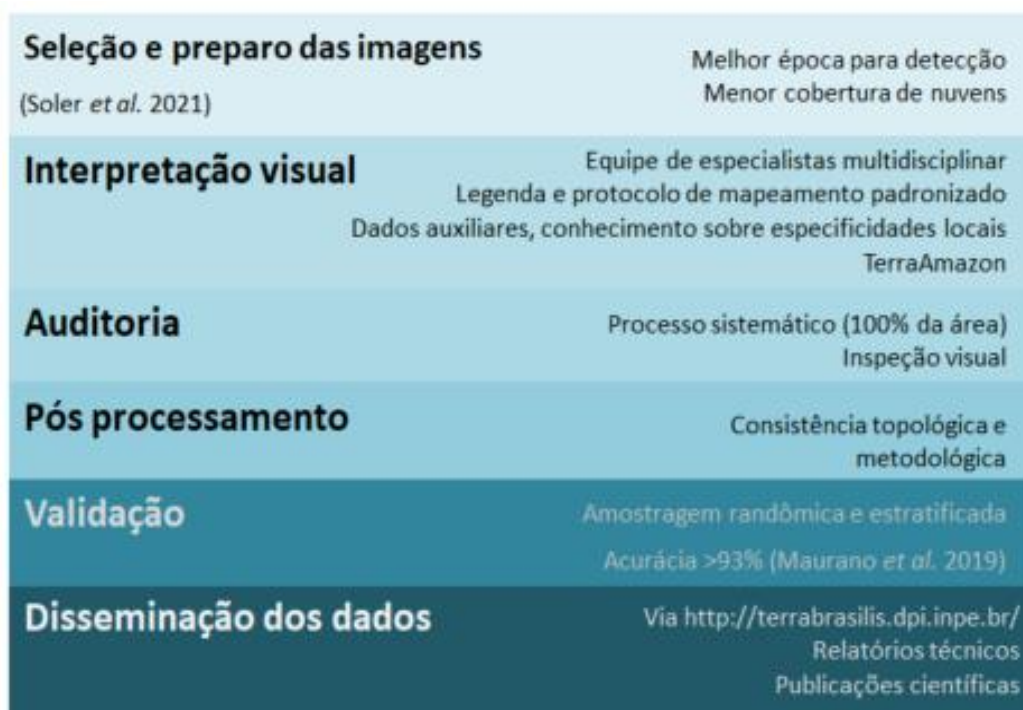 Seleção e preparo das imagens
(Soler et al. 2021)
Melhor época para detecção
Menor cobertura de nuvens
Interpretação visual
Equipe de especialistas multidisciplinar
Legenda e protocolo de mapeamento padronizado
Dados auxiliares, conhecimento sobre especificidades locais
TerraAmazon
Auditoria
Processo sistemático (100% da área)
Inspeção visual
Pós processamento
Consistência topológica e
metodológica
Validação
Amostragem randômica e estratificada
Acurácia >93% (Maurano et al. 2019)
Disseminação dos dados
Via http://terrabrasilis.dpi.inpe.br/
Relatórios técnicos
Publicações científicas